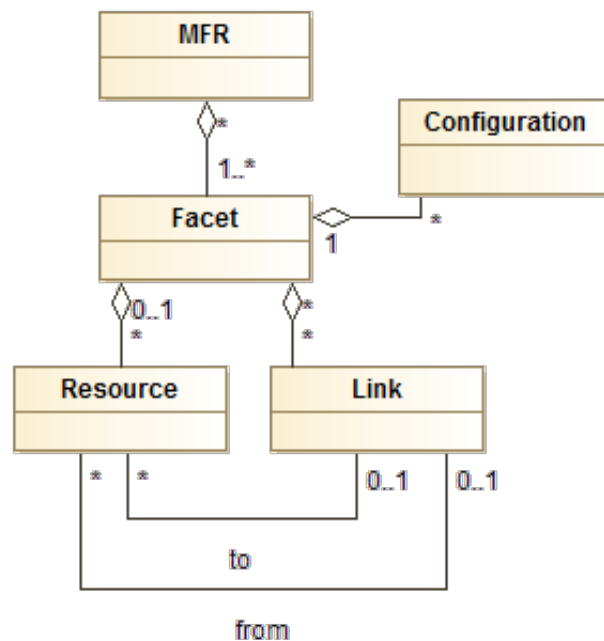 MFR
*
1..*
Configuration
Facet
1
*
0..1
*
*
*
Resource
Link
*
*
0..1
0..1
to
from